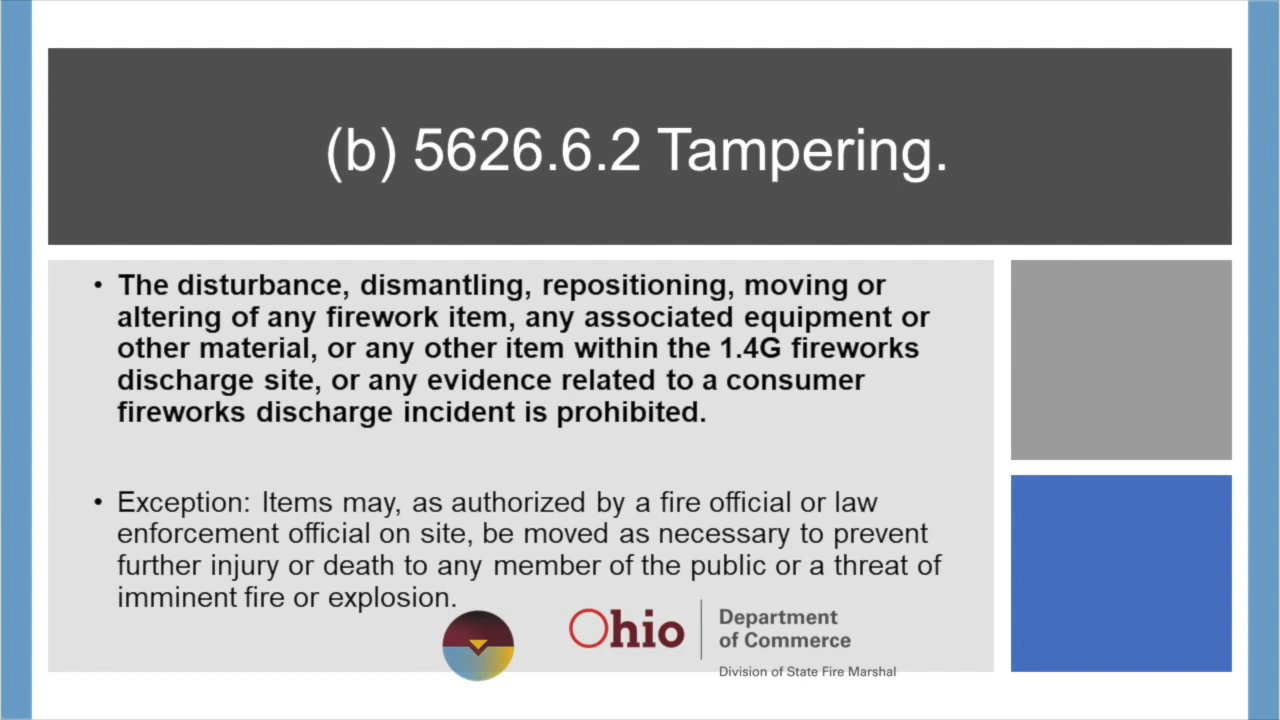 (b) 5626.6.2 Tampering.
• The disturbance, dismantling, repositioning, moving or
altering of any firework item, any associated equipment or
other material, or any other item within the 1.4G fireworks
discharge site, or any evidence related to a consumer
fireworks discharge incident is prohibited.
• Exception: Items may, as authorized by a fire official or law
enforcement official on site, be moved as necessary to prevent
further injury or death to any member of the public or a threat of
imminent fire or explosion.
Ohio
Department
of Commerce
Division of State Fire Marshal